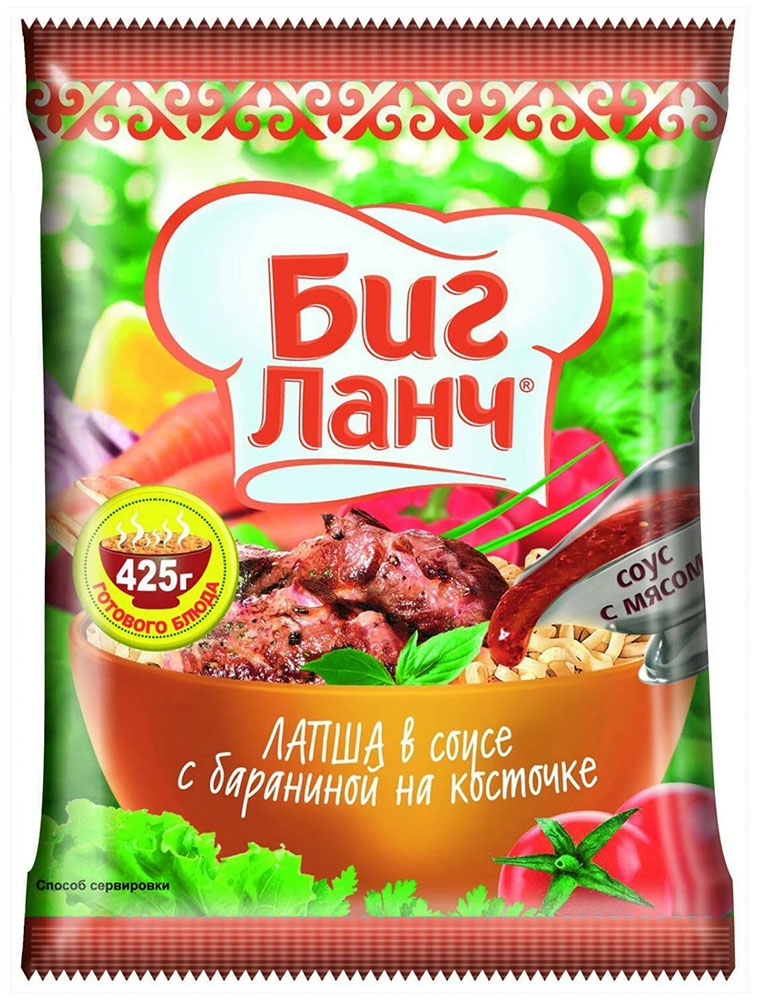 Биг
Ланч®
425г
ГОТОВОГО БЛЮДА
соус
с мясом
ЛАПША в соусе
с бараниной на косточке
Способ сервировки